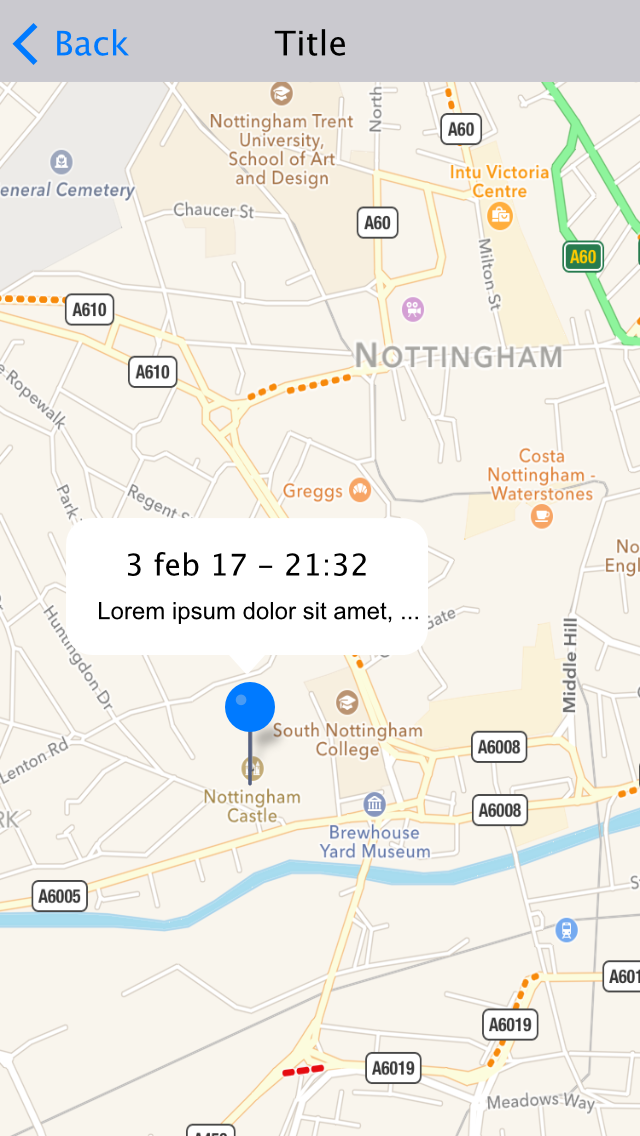 Back
Title
North
A60
Nottingham Trent
University,
School of Art
and Design
Intu Victoria
Centre
eneral Cemetery
Chaucer St
A60
Milton St
A60
A610
NOTTINGHAM
A610
e Ropewalk
Costa
Nottingham -
Waterstones
Greggs
Park
Regent S
No
Engl
3 feb 17 - 21:32
Lorem ipsum dolor sit amet, ...
Gate
Huntingdon Dr
Middle Hill
South Nottingham
College
Lenton Rd
A6008
Nottingham
Castle
A6008
RK
Brewhouse
Yard Museum
A6005
S
A601
A6019
A6019
Meadows Way